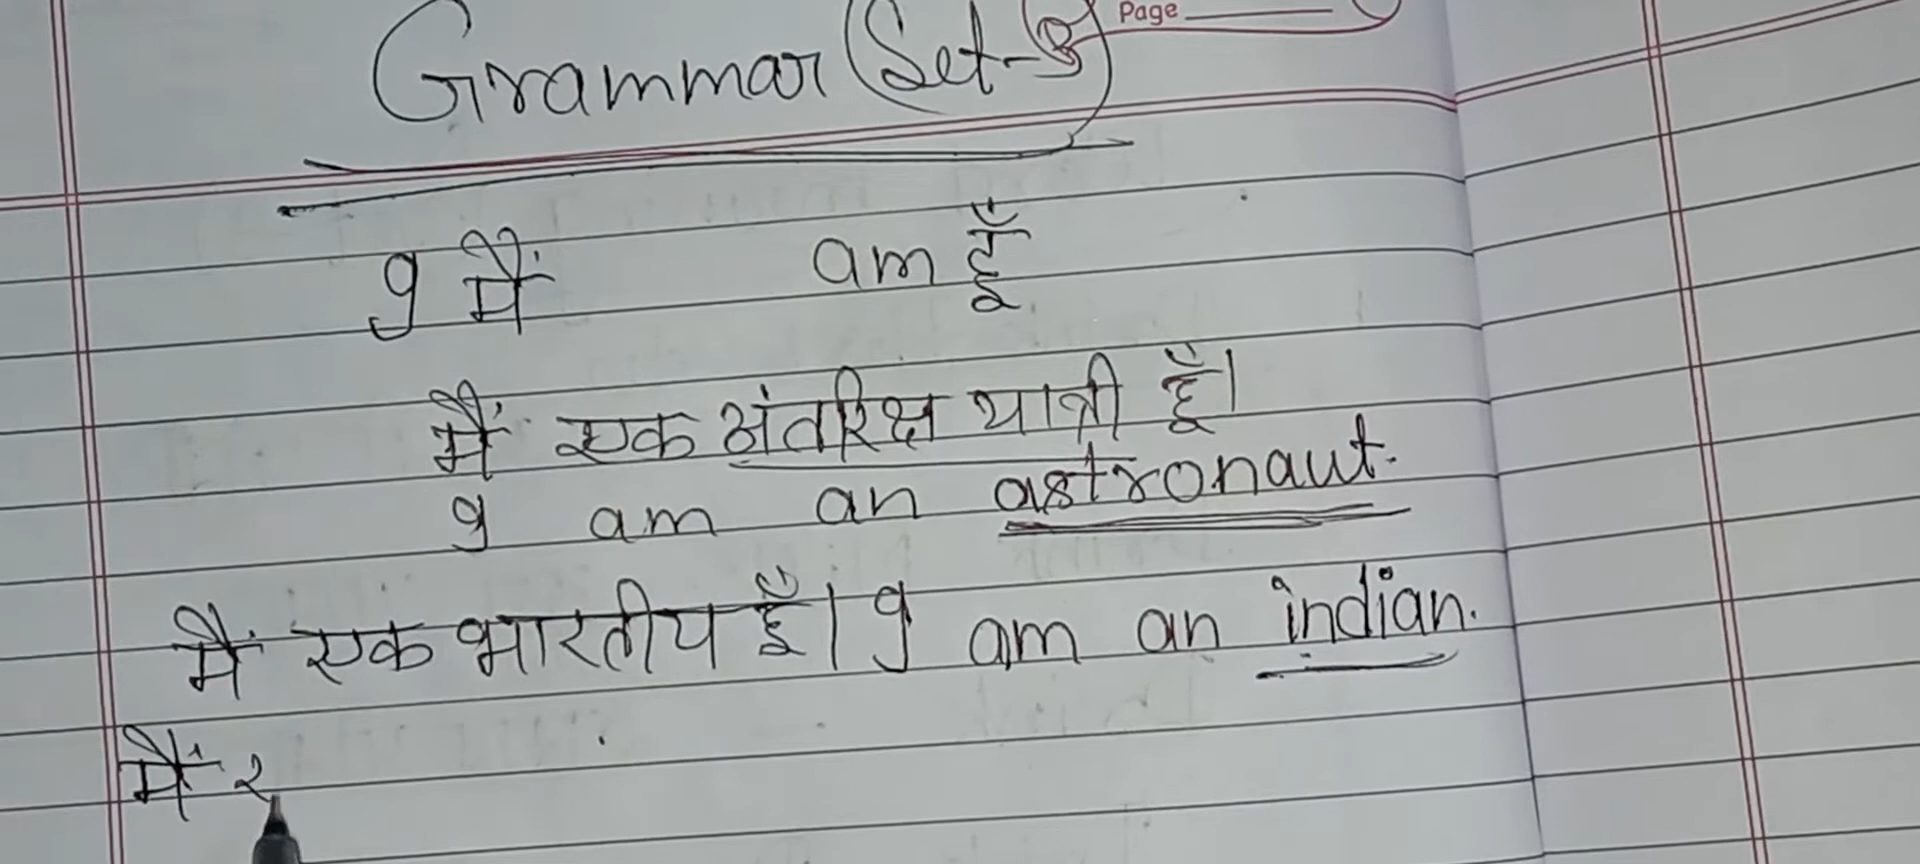 Page
Grammar (Set-3)
I मैं am हूँ
मैं एक अंतरिक्ष यात्री हूँ।
I am an astronaut.
मैं एक भारतीय हूँ। I am an indian.
मैं